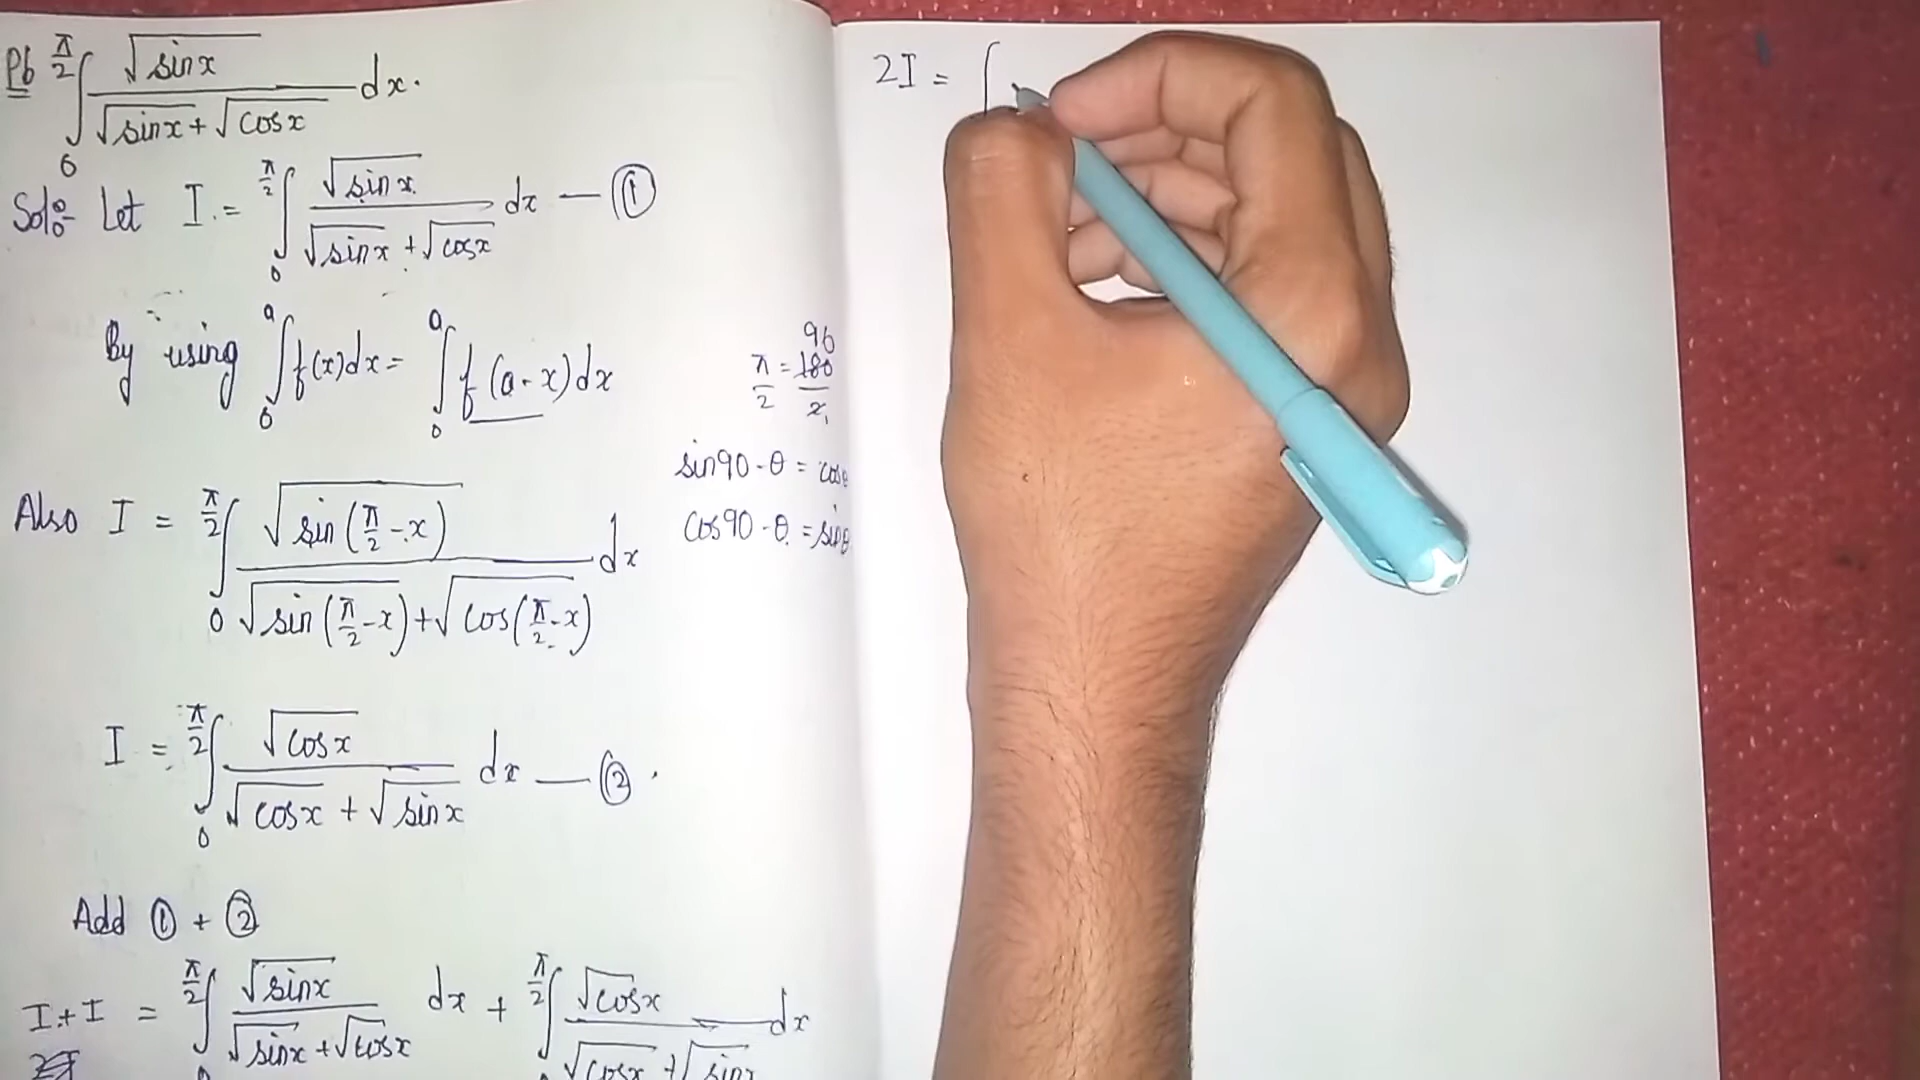 Pb ∫₀^(π/2) √sinx / (√sinx + √cosx) dx.
Sol:- Let I = ∫₀^(π/2) √sinx / (√sinx + √cosx) dx — ①
By using ∫₀^a f(x)dx = ∫₀^a f(a-x)dx
π/2 = 180/2 90
sin90-θ = cosθ
cos90-θ = sinθ
Also I = ∫₀^(π/2) √sin(π/2-x) / (√sin(π/2-x) + √cos(π/2-x)) dx
I = ∫₀^(π/2) √cosx / (√cosx + √sinx) dx — ②
Add ① + ②
I+I = ∫₀^(π/2) √sinx / (√sinx + √cosx) dx + ∫₀^(π/2) √cosx / (√cosx + √sinx) dx
2I = ∫